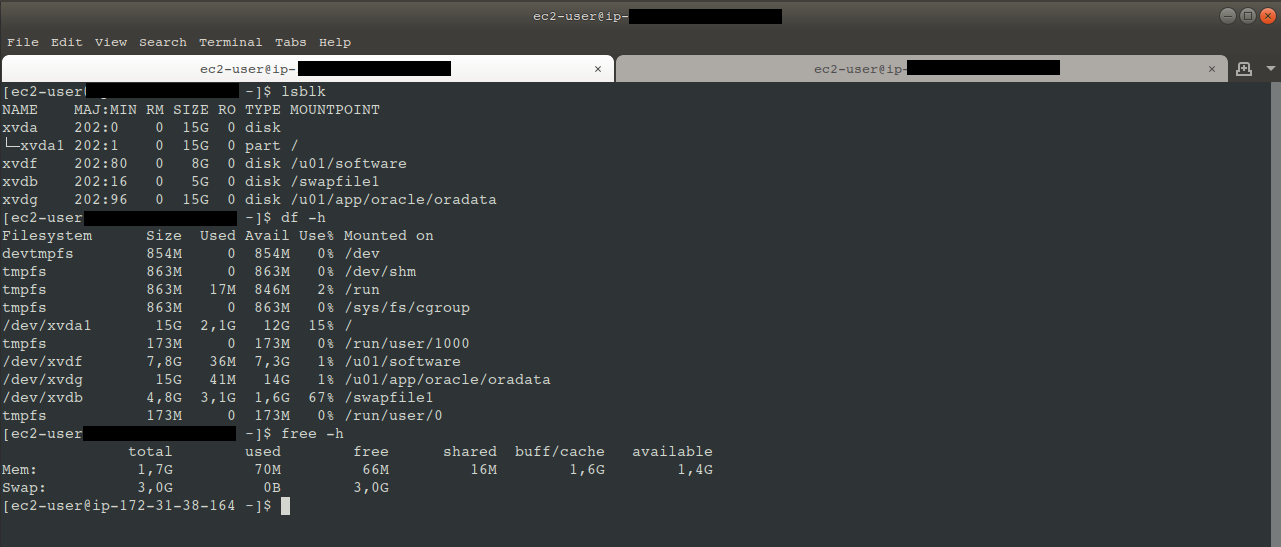 ec2-user@ip-
File Edit View Search Terminal Tabs Help
ec2-user@ip- × ec2-user@ip- ×
[ec2-user ~]$ lsblk
NAME    MAJ:MIN RM SIZE RO TYPE MOUNTPOINT
xvda    202:0    0  15G  0 disk
└─xvda1 202:1    0  15G  0 part /
xvdf    202:80   0   8G  0 disk /u01/software
xvdb    202:16   0   5G  0 disk /swapfile1
xvdg    202:96   0  15G  0 disk /u01/app/oracle/oradata
[ec2-user ~]$ df -h
Filesystem      Size  Used Avail Use% Mounted on
devtmpfs        854M     0  854M   0% /dev
tmpfs           863M     0  863M   0% /dev/shm
tmpfs           863M   17M  846M   2% /run
tmpfs           863M     0  863M   0% /sys/fs/cgroup
/dev/xvda1       15G  2,1G   12G  15% /
tmpfs           173M     0  173M   0% /run/user/1000
/dev/xvdf       7,8G   36M  7,3G   1% /u01/software
/dev/xvdg        15G   41M   14G   1% /u01/app/oracle/oradata
/dev/xvdb       4,8G  3,1G  1,6G  67% /swapfile1
tmpfs           173M     0  173M   0% /run/user/0
[ec2-user ~]$ free -h
              total        used        free      shared  buff/cache   available
Mem:           1,7G         70M         66M         16M        1,6G        1,4G
Swap:          3,0G          0B        3,0G
[ec2-user@ip-172-31-38-164 ~]$